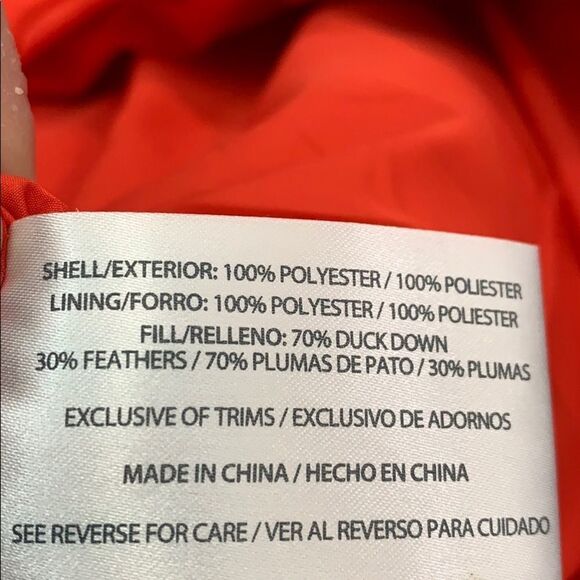 SHELL/EXTERIOR: 100% POLYESTER / 100% POLIESTER
LINING/FORRO: 100% POLYESTER / 100% POLIESTER
FILL/RELLENO: 70% DUCK DOWN
30% FEATHERS / 70% PLUMAS DE PATO / 30% PLUMAS
EXCLUSIVE OF TRIMS / EXCLUSIVO DE ADORNOS
MADE IN CHINA / HECHO EN CHINA
SEE REVERSE FOR CARE / VER AL REVERSO PARA CUIDADO